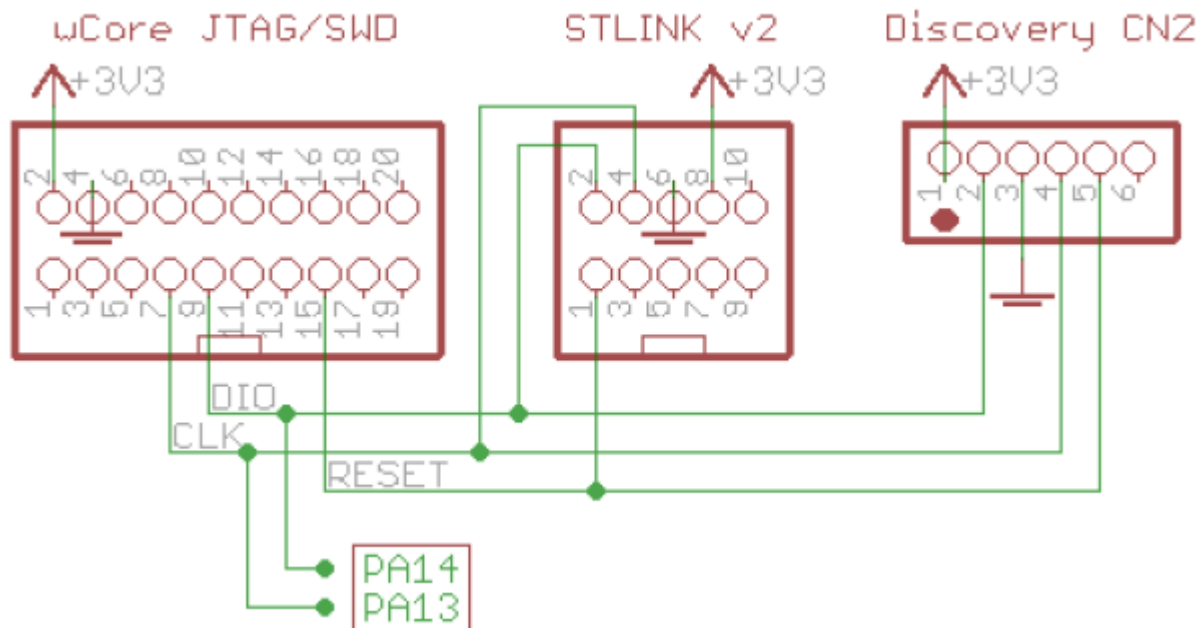 wCore JTAG/SWD
STLINK v2
Discovery CN2
+3V3
+3V3
+3V3
2 4 6 8 10 12 14 16 18 20
1 3 5 7 9 11 13 15 17 19
2 4 6 8 10
1 3 5 7 9
1 2 3 4 5 6
DIO
CLK
RESET
PA14
PA13